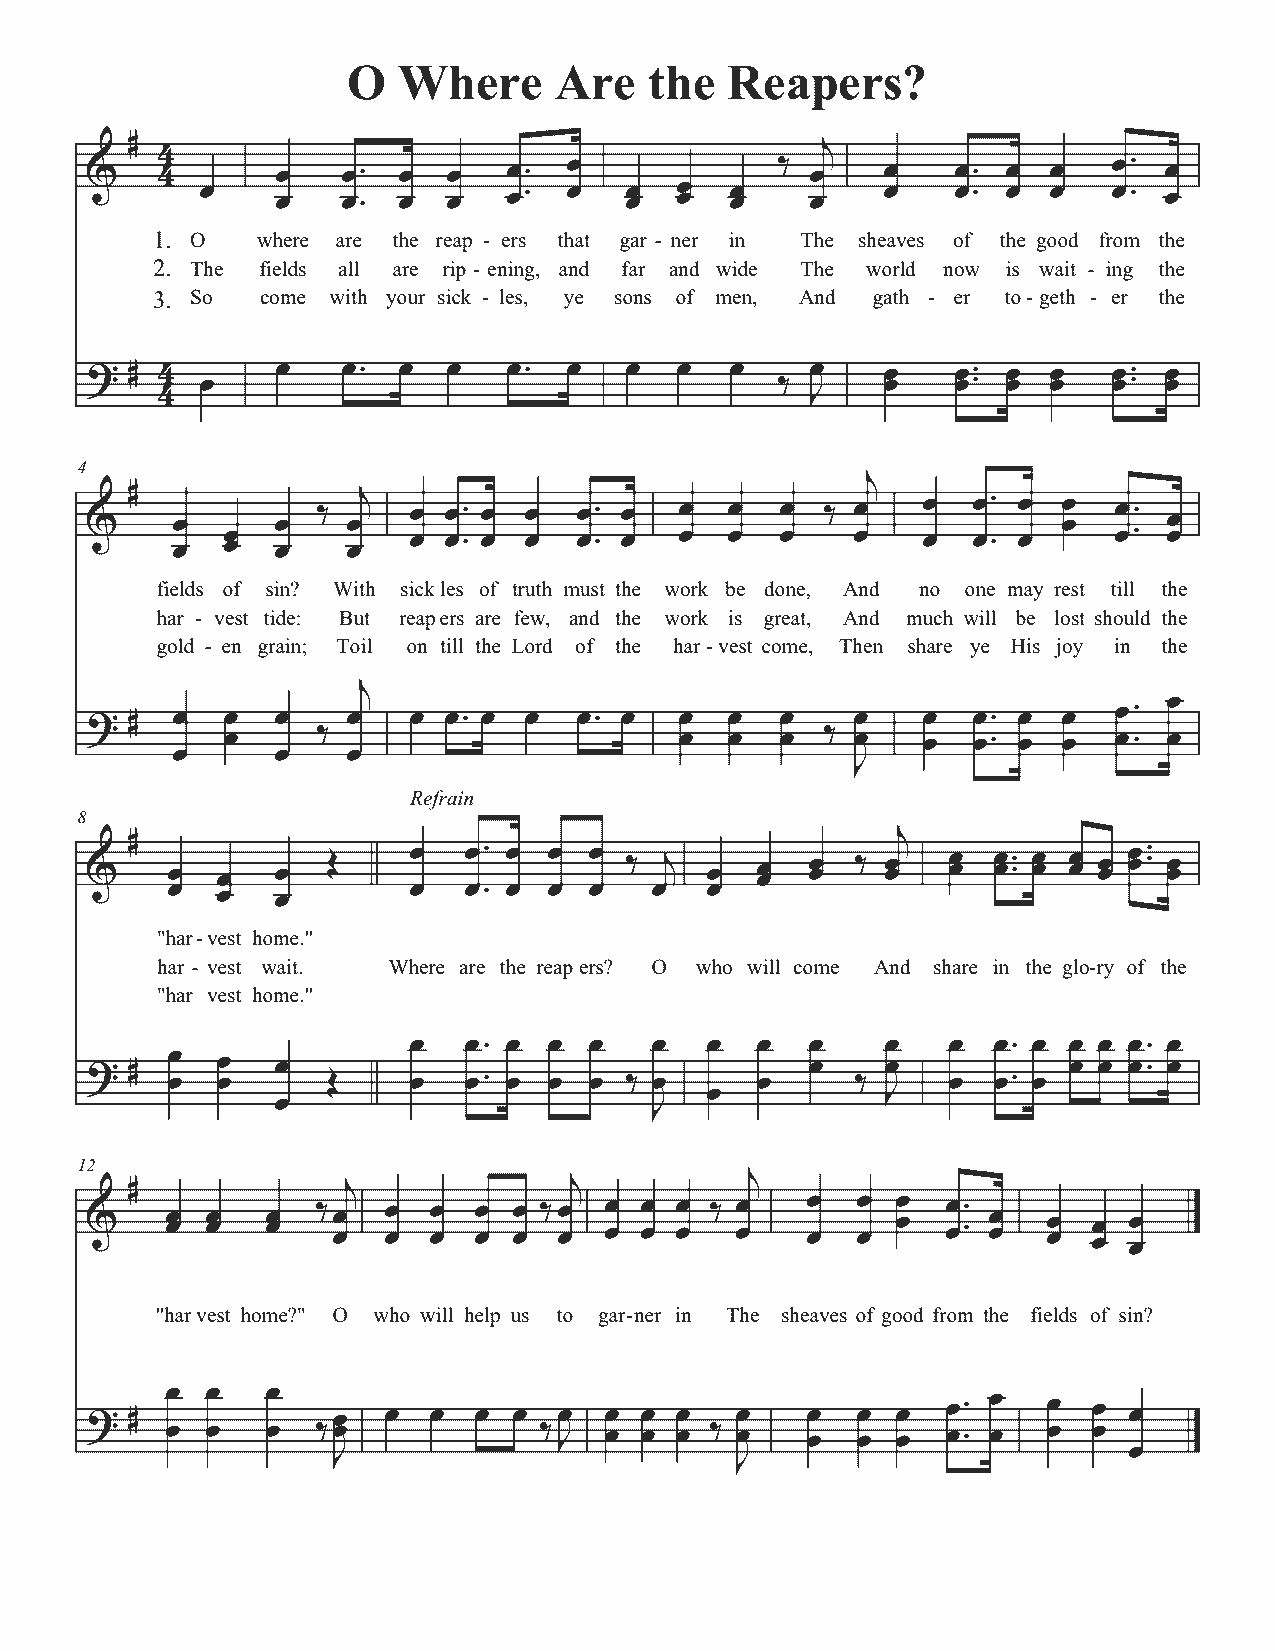 O Where Are the Reapers?
4
4
1. O where are the reap - ers that gar - ner in The sheaves of the good from the
2. The fields all are rip - ening, and far and wide The world now is wait - ing the
3. So come with your sick - les, ye sons of men, And gath - er to - geth - er the
4
4
4
fields of sin? With sick les of truth must the work be done, And no one may rest till the
har - vest tide: But reap ers are few, and the work is great, And much will be lost should the
gold - en grain; Toil on till the Lord of the har - vest come, Then share ye His joy in the
Refrain
8
"har - vest home."
har - vest wait. Where are the reap ers? O who will come And share in the glo-ry of the
"har vest home."
12
"har vest home?" O who will help us to gar-ner in The sheaves of good from the fields of sin?